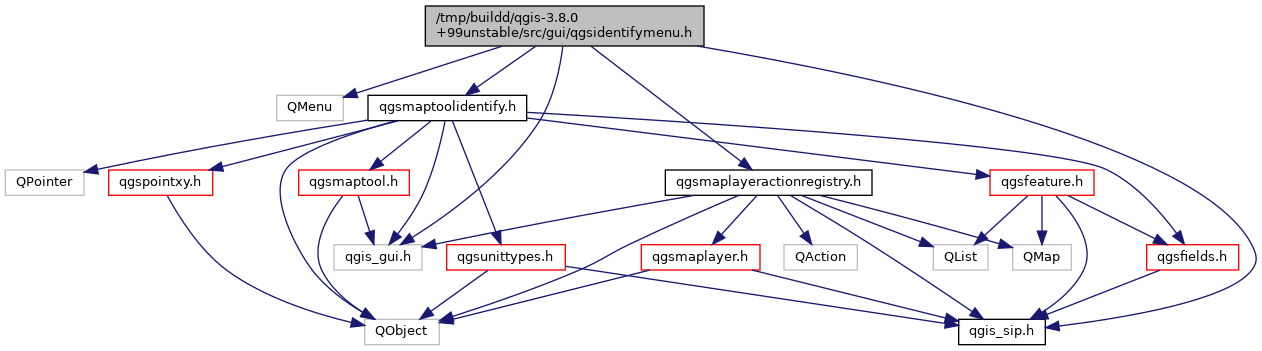 /tmp/buildd/qgis-3.8.0
+99unstable/src/gui/qgsidentifymenu.h
QMenu
qgsmaptoolidentify.h
QPointer
qgspointxy.h
qgsmaptool.h
qgsmaplayeractionregistry.h
qgsfeature.h
qgis_gui.h
qgsunittypes.h
qgsmaplayer.h
QAction
QList
QMap
qgsfields.h
QObject
qgis_sip.h